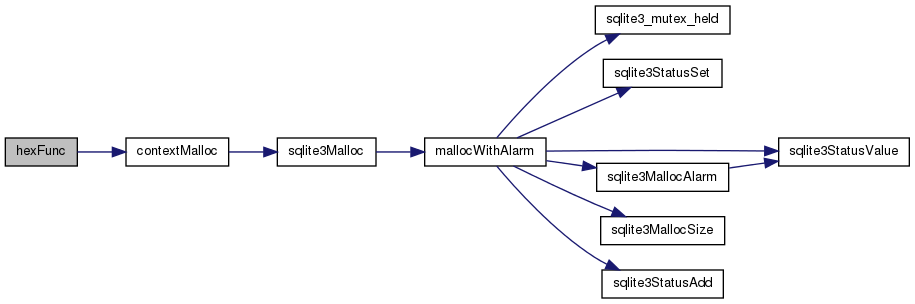 sqlite3_mutex_held
sqlite3StatusSet
hexFunc
contextMalloc
sqlite3Malloc
mallocWithAlarm
sqlite3StatusValue
sqlite3MallocAlarm
sqlite3MallocSize
sqlite3StatusAdd